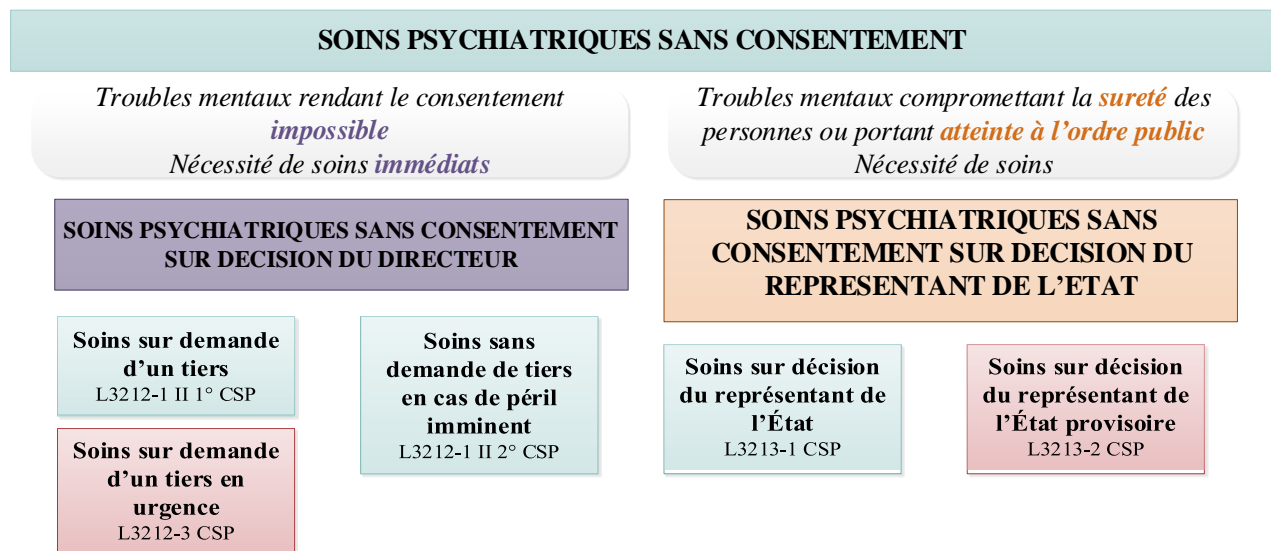 SOINS PSYCHIATRIQUES SANS CONSENTEMENT
Troubles mentaux rendant le consentement
impossible
Nécessité de soins immédiats
Troubles mentaux compromettant la sureté des
personnes ou portant atteinte à l’ordre public
Nécessité de soins
SOINS PSYCHIATRIQUES SANS CONSENTEMENT
SUR DECISION DU DIRECTEUR
SOINS PSYCHIATRIQUES SANS
CONSENTEMENT SUR DECISION DU
REPRESENTANT DE L’ETAT
Soins sur demande
d’un tiers
L3212-1 II 1° CSP
Soins sur demande
d’un tiers en
urgence
L3212-3 CSP
Soins sans
demande de tiers
en cas de péril
imminent
L3212-1 II 2° CSP
Soins sur décision
du représentant de
l’État
L3213-1 CSP
Soins sur décision
du représentant de
l’État provisoire
L3213-2 CSP